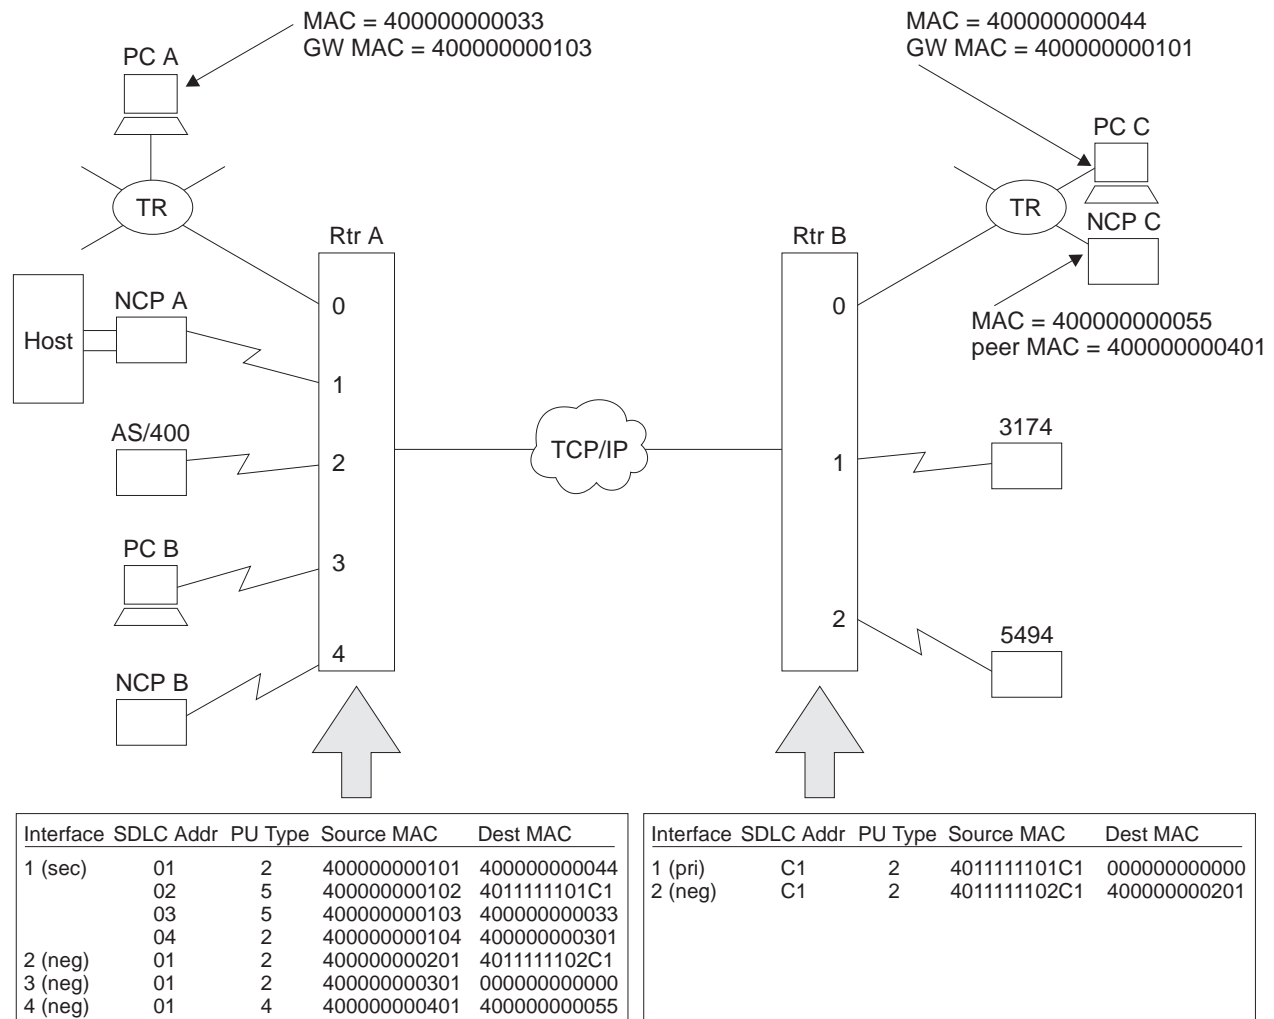 MAC = 400000000033
GW MAC = 400000000103
MAC = 400000000044
GW MAC = 400000000101
PC A
PC C
TR
TR
NCP C
Rtr A
Rtr B
NCP A
0
0
MAC = 400000000055
peer MAC = 400000000401
Host
1
AS/400
3174
TCP/IP
2
1
PC B
3
2
5494
4
NCP B
Interface SDLC Addr PU Type Source MAC Dest MAC
1 (sec) 01 2 400000000101 400000000044
02 5 400000000102 4011111101C1
03 5 400000000103 400000000033
04 2 400000000104 400000000301
2 (neg) 01 2 400000000201 4011111102C1
3 (neg) 01 2 400000000301 000000000000
4 (neg) 01 4 400000000401 400000000055
Interface SDLC Addr PU Type Source MAC Dest MAC
1 (pri) C1 2 4011111101C1 000000000000
2 (neg) C1 2 4011111102C1 400000000201